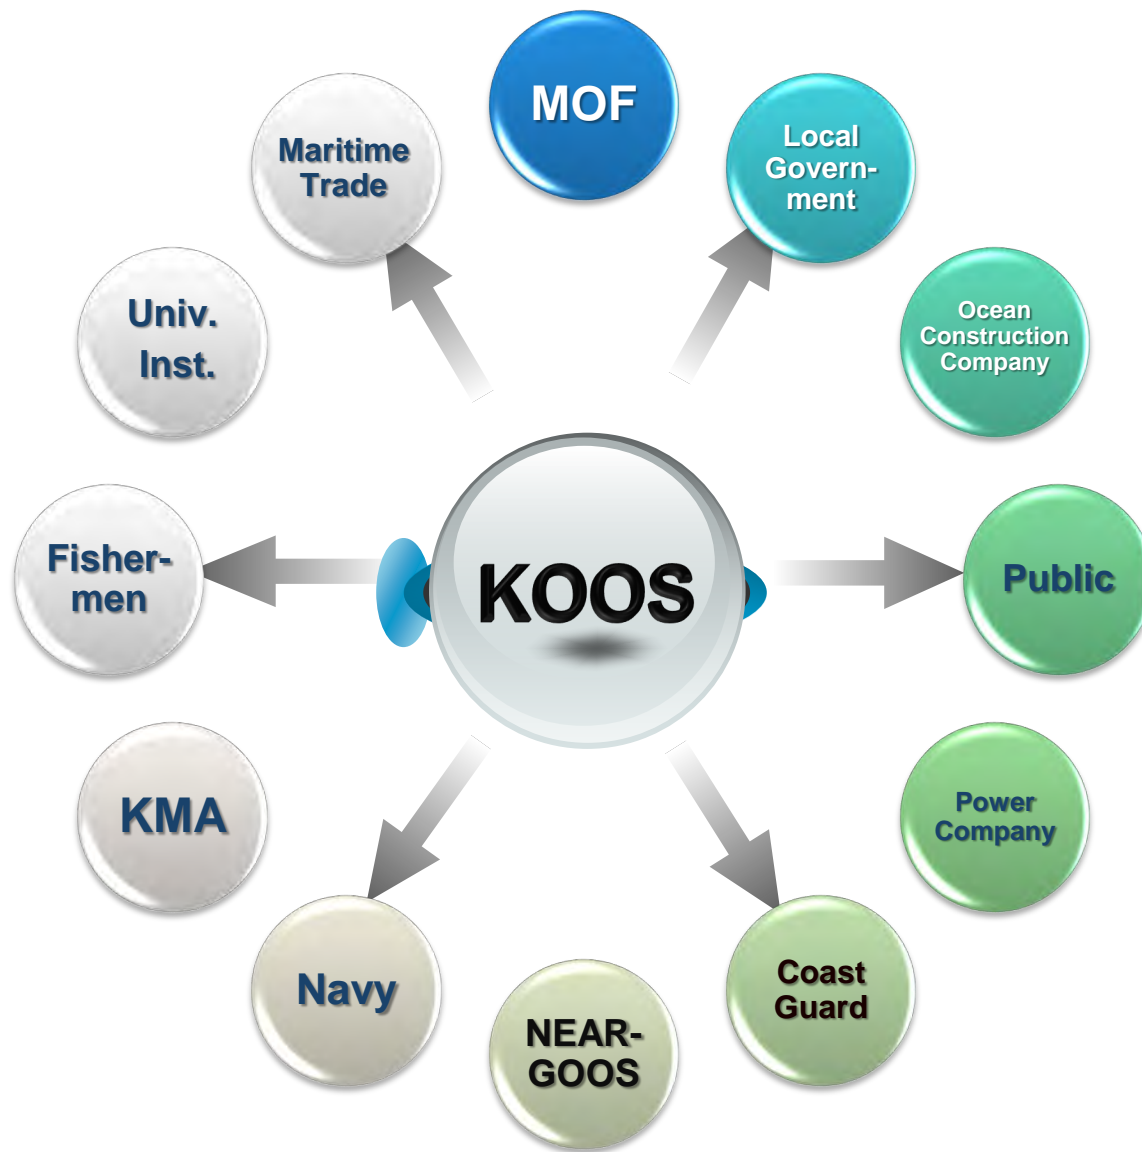 MOF
Local
Govern-
ment
Ocean
Construction
Company
Public
Power
Company
Coast
Guard
NEAR-
GOOS
Navy
KMA
Fisher-
men
Univ.
Inst.
Maritime
Trade
KOOS